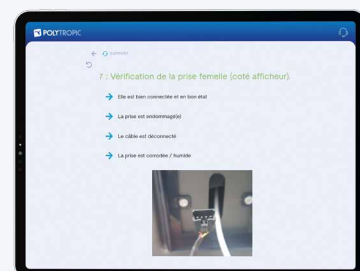 POLYTROPIC
SUPPORT
7 : Vérification de la prise femelle (coté afficheur).
Elle est bien connectée et en bon état
La prise est endommagé(e)
Le câble est déconnecté
La prise est corrodée / humide